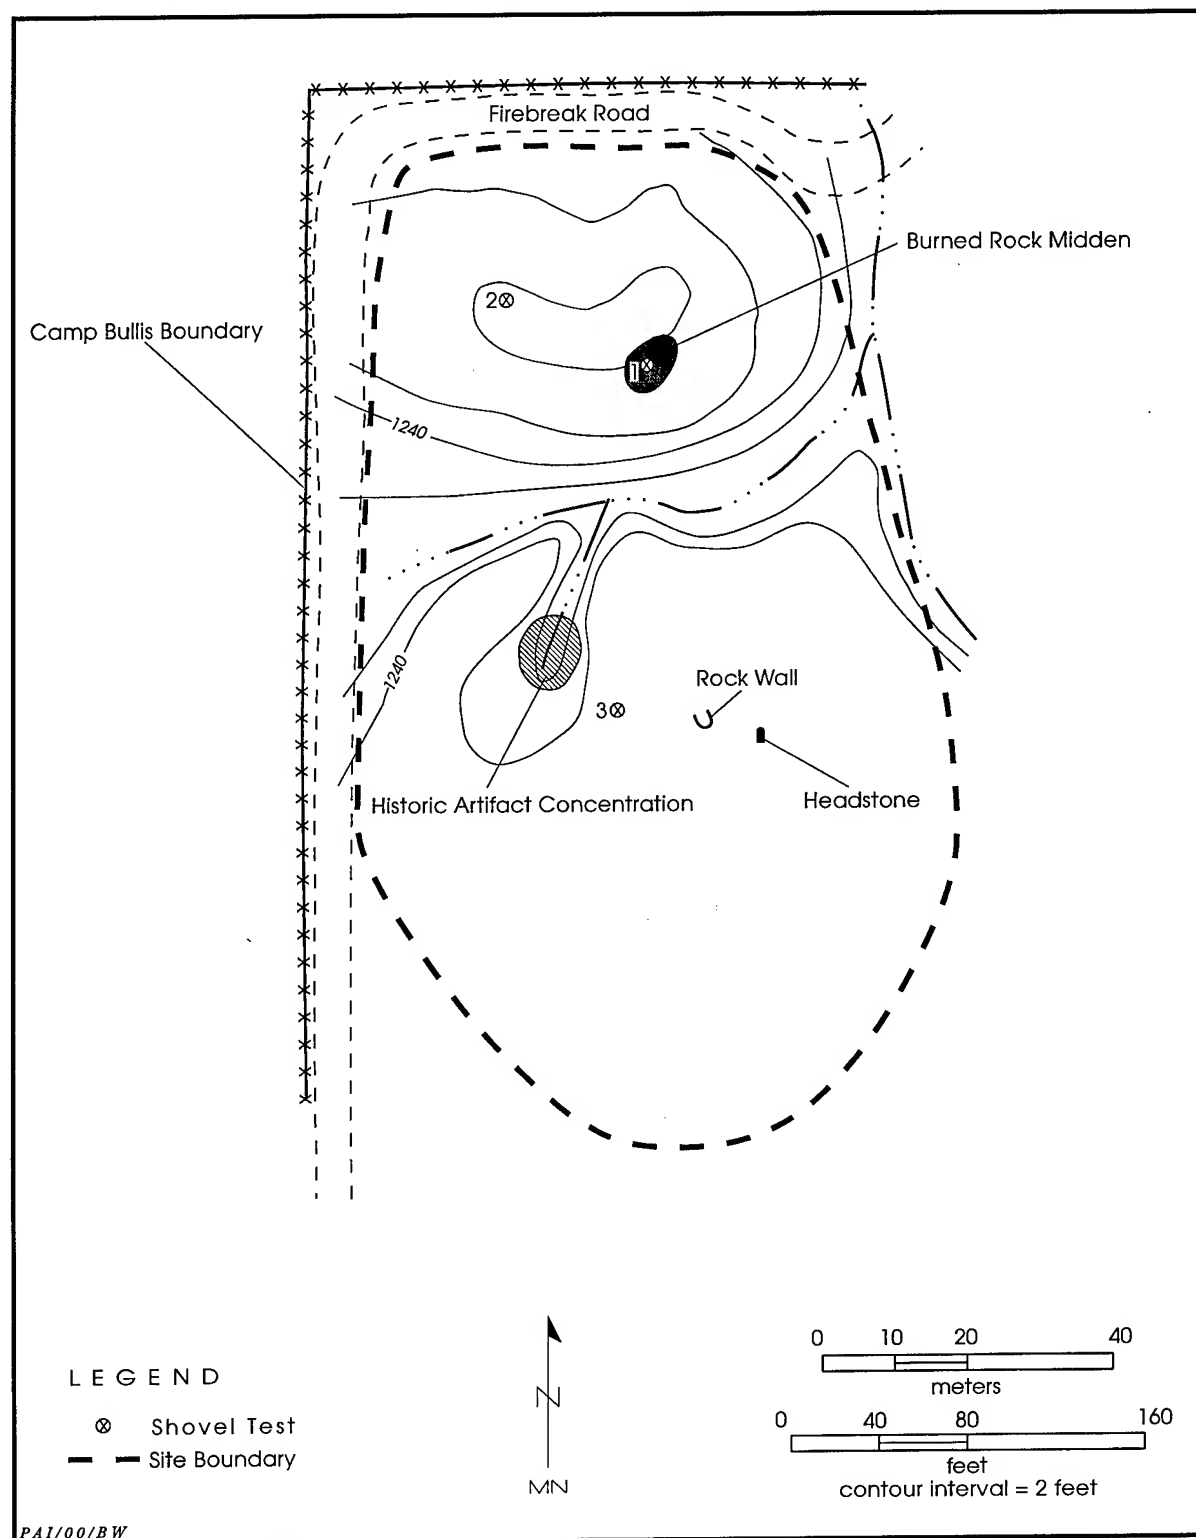 Firebreak Road
Burned Rock Midden
2
Camp Bullis Boundary
1
1240
1240
Rock Wall
3
Historic Artifact Concentration
Headstone
0 10 20 40
meters
LEGEND
Shovel Test
Site Boundary
N
MN
0 40 80 160
feet
contour interval = 2 feet
PAI/00/BW